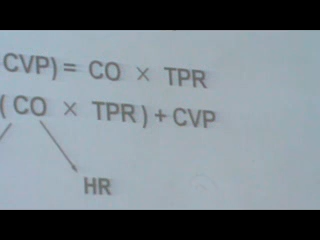 CVP) = CO × TPR
( CO × TPR ) + CVP
HR